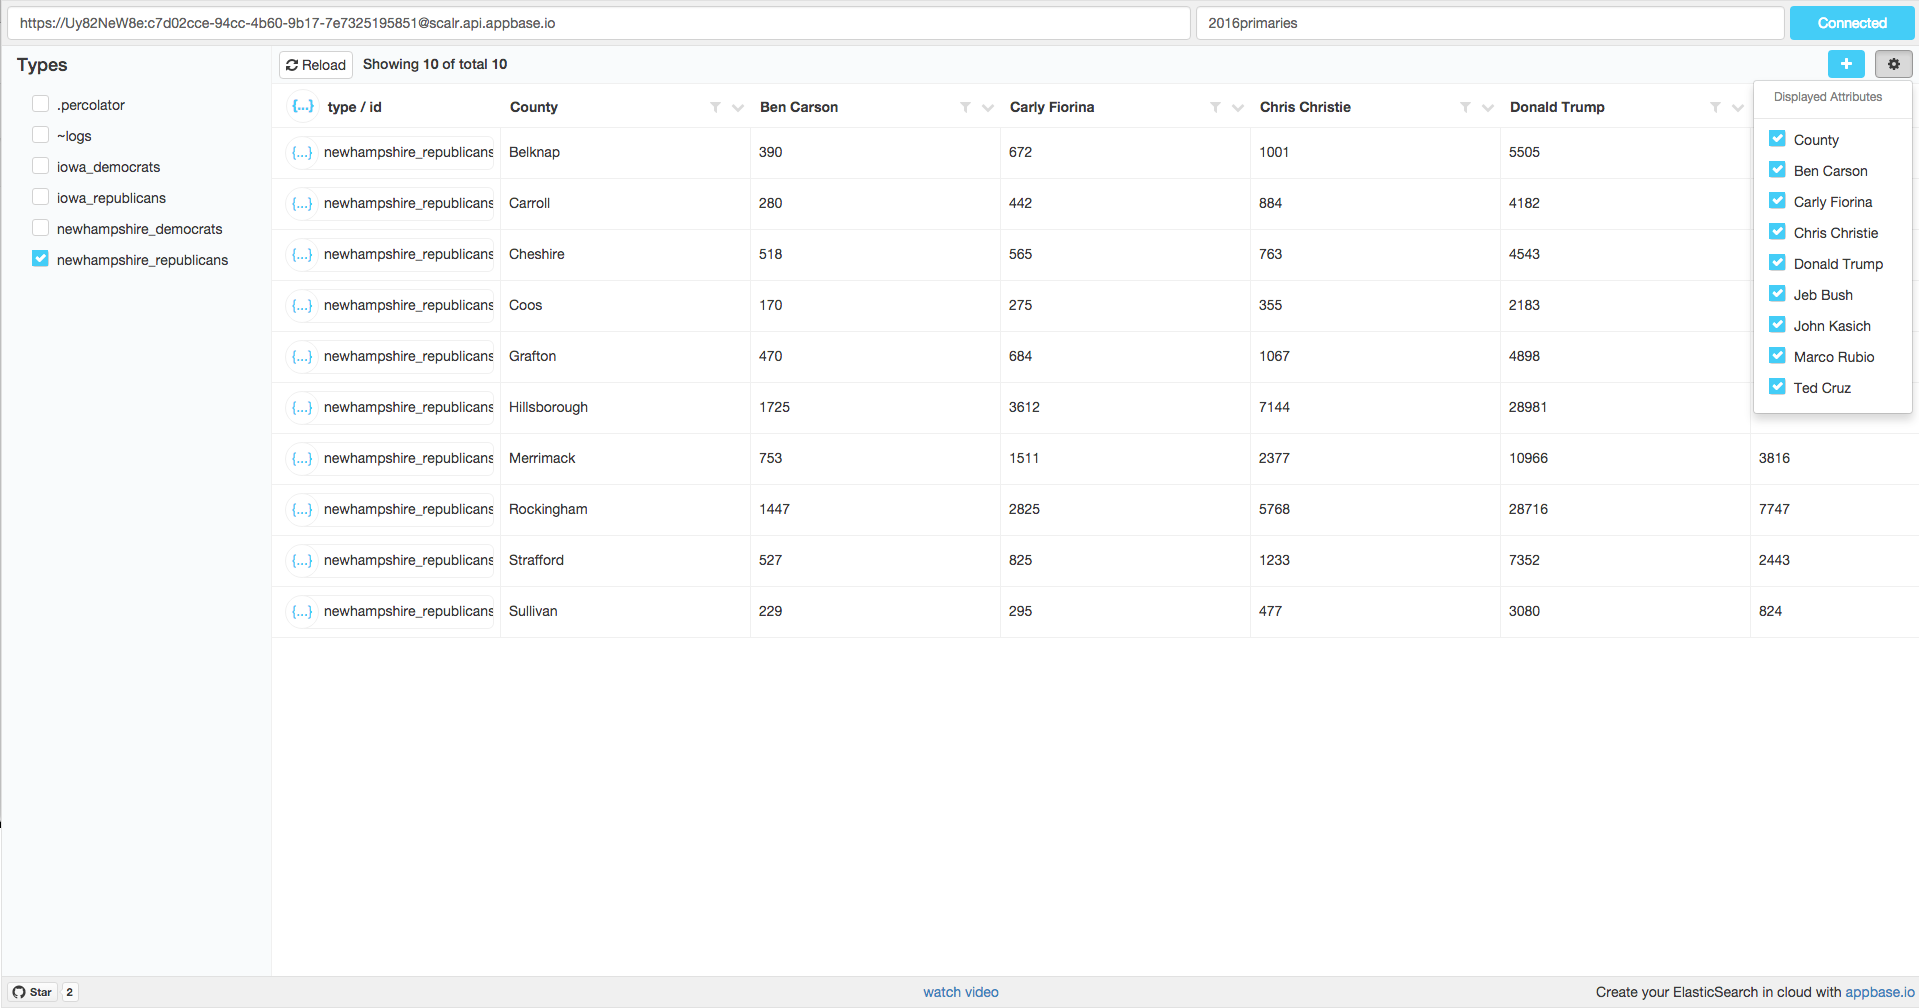 https://Uy82NeW8e:c7d02cce-94cc-4b60-9b17-7e7325195851@scalr.api.appbase.io 2016primaries Connected
Types
.percolator
~logs
iowa_democrats
iowa_republicans
newhampshire_democrats
newhampshire_republicans
Reload Showing 10 of total 10
{...} type / id County Ben Carson Carly Fiorina Chris Christie Donald Trump
{...} newhampshire_republicans Belknap 390 672 1001 5505
{...} newhampshire_republicans Carroll 280 442 884 4182
{...} newhampshire_republicans Cheshire 518 565 763 4543
{...} newhampshire_republicans Coos 170 275 355 2183
{...} newhampshire_republicans Grafton 470 684 1067 4898
{...} newhampshire_republicans Hillsborough 1725 3612 7144 28981
{...} newhampshire_republicans Merrimack 753 1511 2377 10966 3816
{...} newhampshire_republicans Rockingham 1447 2825 5768 28716 7747
{...} newhampshire_republicans Strafford 527 825 1233 7352 2443
{...} newhampshire_republicans Sullivan 229 295 477 3080 824
Displayed Attributes
County
Ben Carson
Carly Fiorina
Chris Christie
Donald Trump
Jeb Bush
John Kasich
Marco Rubio
Ted Cruz
Star 2 watch video Create your ElasticSearch in cloud with appbase.io